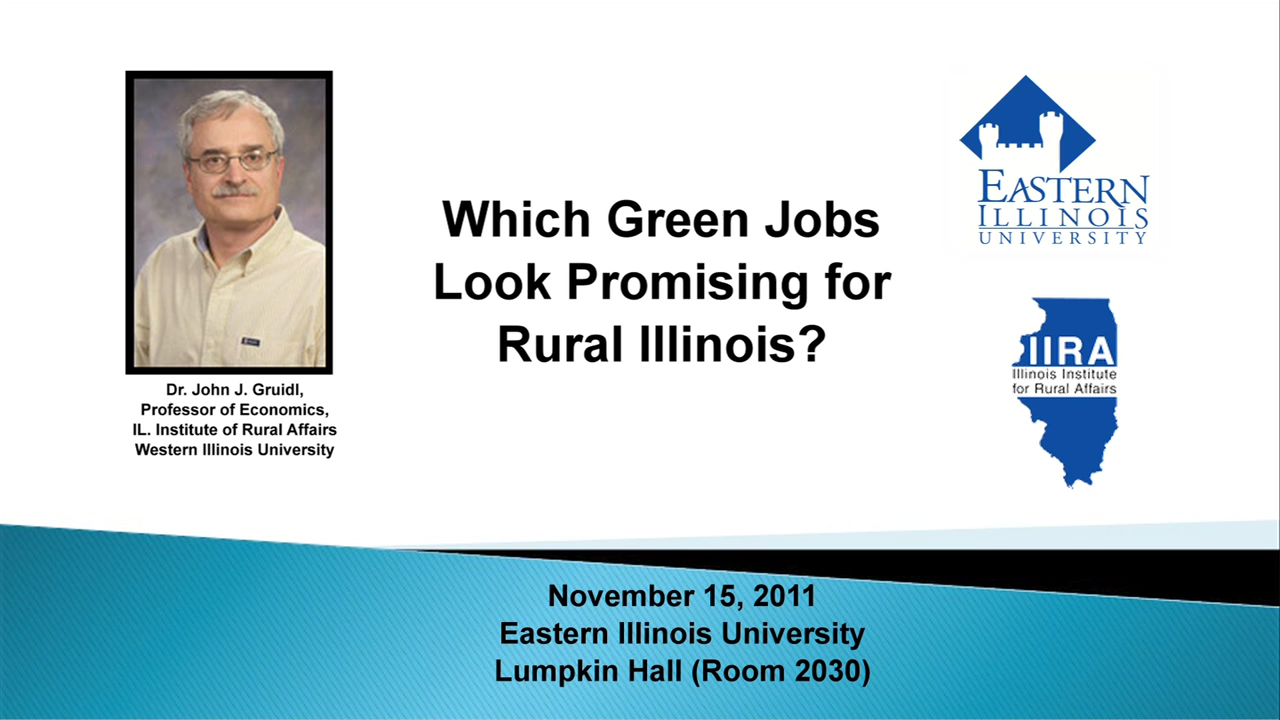 Which Green Jobs
Look Promising for
Rural Illinois?
Dr. John J. Gruidl,
Professor of Economics,
IL. Institute of Rural Affairs
Western Illinois University
EASTERN
ILLINOIS
UNIVERSITY
IIRA
Illinois Institute
for Rural Affairs
November 15, 2011
Eastern Illinois University
Lumpkin Hall (Room 2030)